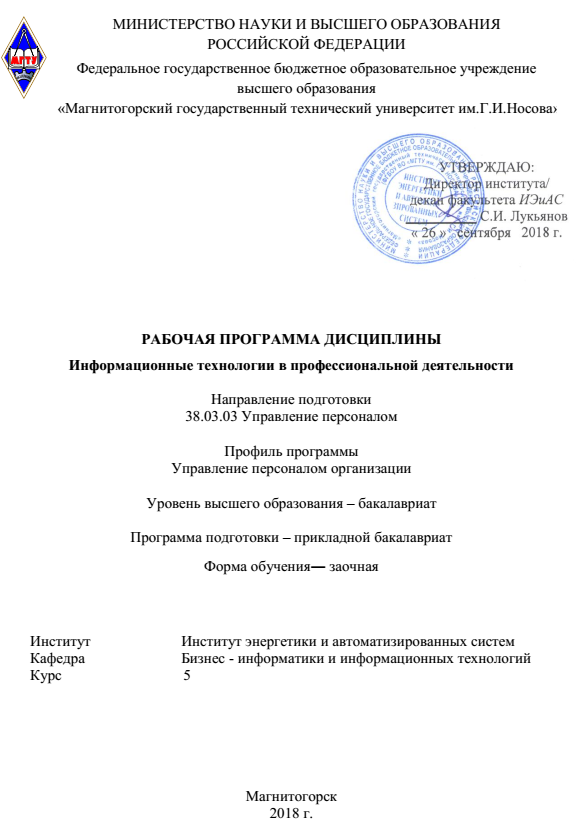 МИНИСТЕРСТВО НАУКИ И ВЫСШЕГО ОБРАЗОВАНИЯ
РОССИЙСКОЙ ФЕДЕРАЦИИ
Федеральное государственное бюджетное образовательное учреждение
высшего образования
«Магнитогорский государственный технический университет им.Г.И.Носова»
МГТУ
УТВЕРЖДАЮ:
Директор института/
декан факультета ИЭиАС
С.И. Лукьянов
« 26 » сентября 2018 г.
РАБОЧАЯ ПРОГРАММА ДИСЦИПЛИНЫ
Информационные технологии в профессиональной деятельности
Направление подготовки
38.03.03 Управление персоналом
Профиль программы
Управление персоналом организации
Уровень высшего образования – бакалавриат
Программа подготовки – прикладной бакалавриат
Форма обучения— заочная
Институт Институт энергетики и автоматизированных систем
Кафедра Бизнес - информатики и информационных технологий
Курс 5
Магнитогорск
2018 г.